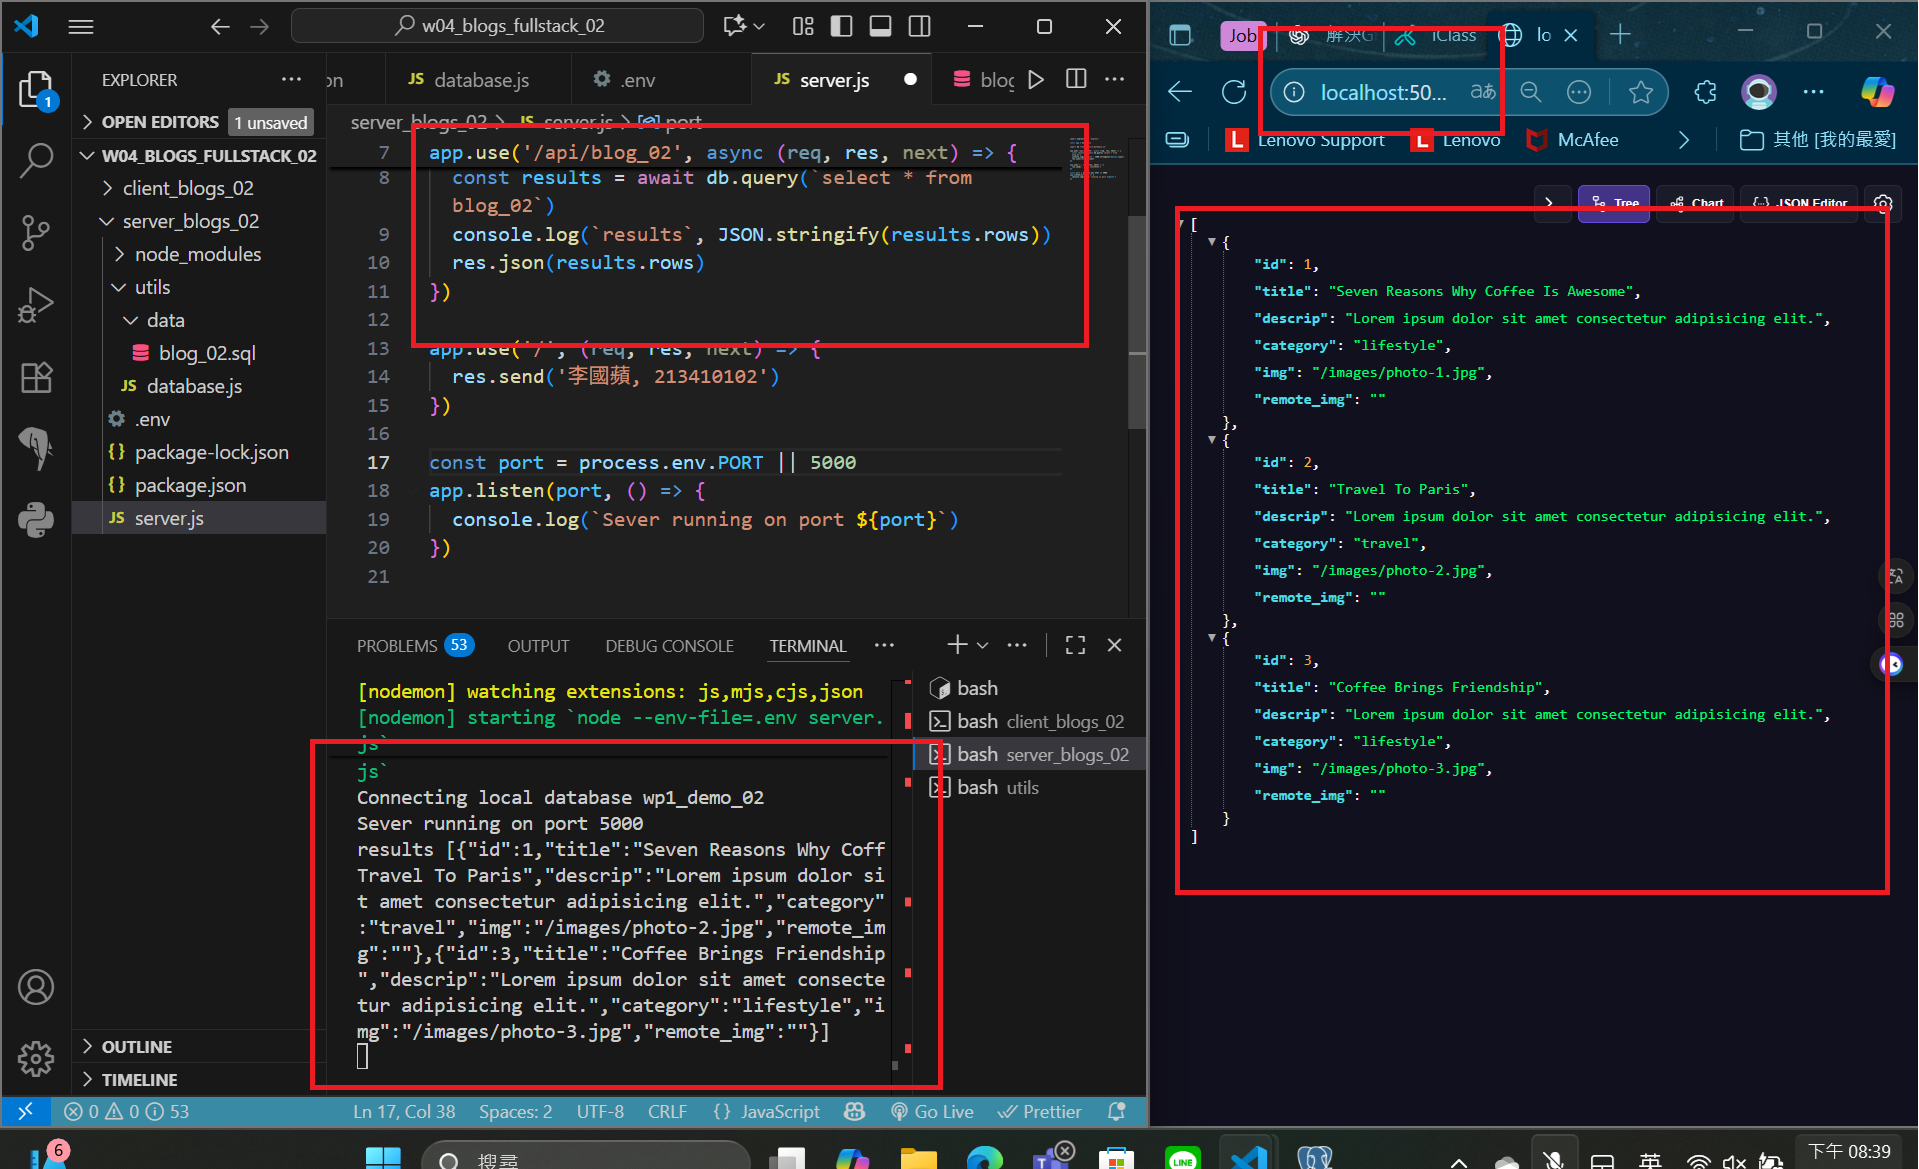 w04_blogs_fullstack_02
EXPLORER
OPEN EDITORS 1 unsaved
W04_BLOGS_FULLSTACK_02
client_blogs_02
server_blogs_02
node_modules
utils
data
blog_02.sql
JS database.js
.env
{} package-lock.json
{} package.json
JS server.js
OUTLINE
TIMELINE
1
on
JS database.js
.env
JS server.js
blog
server_blogs_02 > JS server.js > port
7 app.use('/api/blog_02', async (req, res, next) => {
8 const results = await db.query(`select * from
blog_02`)
9 console.log(`results`, JSON.stringify(results.rows))
10 res.json(results.rows)
11 })
12
13 app.use('/', (req, res, next) => {
14 res.send('李國蘋, 213410102')
15 })
16
17 const port = process.env.PORT || 5000
18 app.listen(port, () => {
19 console.log(`Sever running on port ${port}`)
20 })
21
PROBLEMS 53 OUTPUT DEBUG CONSOLE TERMINAL
[nodemon] watching extensions: js,mjs,cjs,json
[nodemon] starting `node --env-file=.env server.
js`
js`
Connecting local database wp1_demo_02
Sever running on port 5000
results [{"id":1,"title":"Seven Reasons Why Coff
Travel To Paris","descrip":"Lorem ipsum dolor si
t amet consectetur adipisicing elit.","category"
:"travel","img":"/images/photo-2.jpg","remote_im
g":""},{"id":3,"title":"Coffee Brings Friendship
","descrip":"Lorem ipsum dolor sit amet consecte
tur adipisicing elit.","category":"lifestyle","i
mg":"/images/photo-3.jpg","remote_img":""}]
bash
bash client_blogs_02
bash server_blogs_02
bash utils
0 0 53 Ln 17, Col 38 Spaces: 2 UTF-8 CRLF {} JavaScript Go Live Prettier
Job 解決G iClass lo
localhost:50... aあ
L Lenovo Support L Lenovo McAfee 其他 [我的最愛]
Tree Chart JSON Editor
[
{
"id": 1,
"title": "Seven Reasons Why Coffee Is Awesome",
"descrip": "Lorem ipsum dolor sit amet consectetur adipisicing elit.",
"category": "lifestyle",
"img": "/images/photo-1.jpg",
"remote_img": ""
},
{
"id": 2,
"title": "Travel To Paris",
"descrip": "Lorem ipsum dolor sit amet consectetur adipisicing elit.",
"category": "travel",
"img": "/images/photo-2.jpg",
"remote_img": ""
},
{
"id": 3,
"title": "Coffee Brings Friendship",
"descrip": "Lorem ipsum dolor sit amet consectetur adipisicing elit.",
"category": "lifestyle",
"img": "/images/photo-3.jpg",
"remote_img": ""
}
]
6
搜尋
LINE
英
下午 08:39